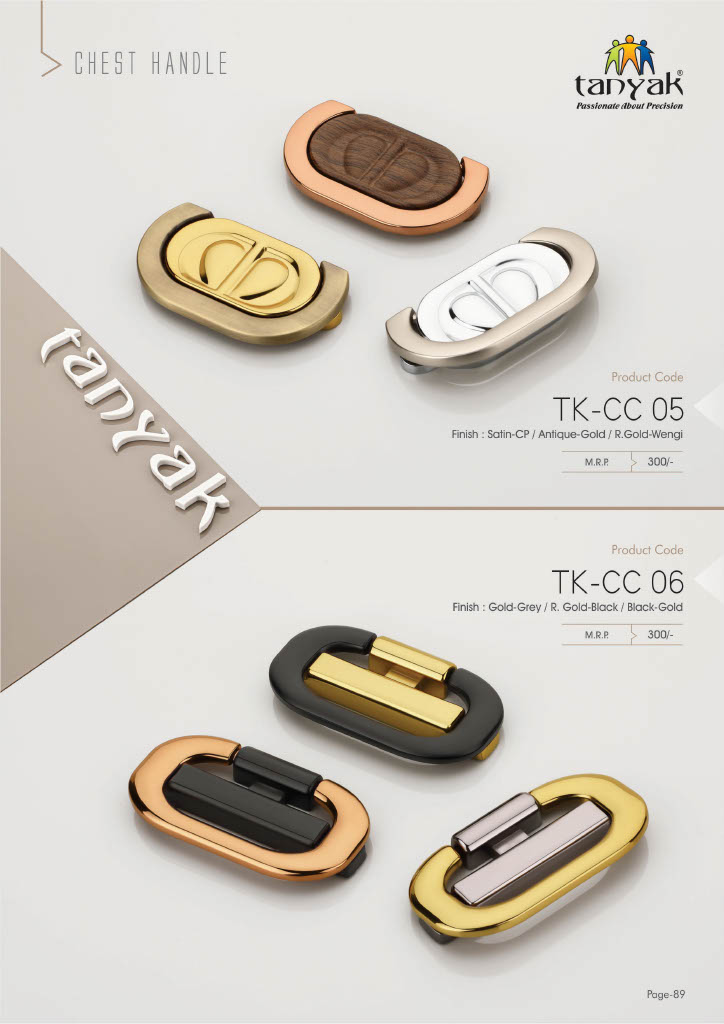 CHEST HANDLE
tanyak®
Passionate About Precision
Product Code
TK-CC 05
Finish : Satin-CP / Antique-Gold / R.Gold-Wengi
M.R.P. 300/-
tanyak
Product Code
TK-CC 06
Finish : Gold-Grey / R. Gold-Black / Black-Gold
M.R.P. 300/-
Page-89